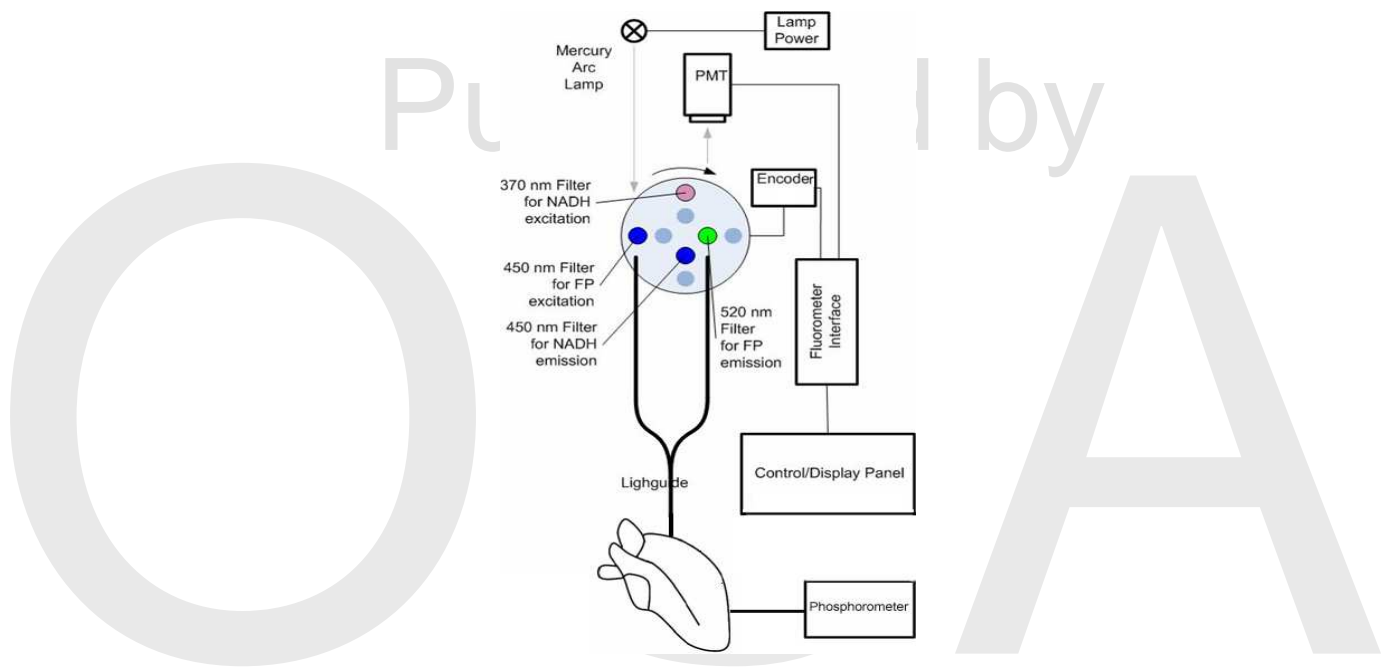 Lamp
Power
Mercury
Arc
Lamp
PMT
Pu d by
Encoder
370 nm Filter
for NADH
excitation
450 nm Filter
for FP
excitation
450 nm Filter
for NADH
emission
520 nm
Filter
for FP
emission
Fluorometer
Interface
Control/Display Panel
Lighguide
Phosphorometer
O A